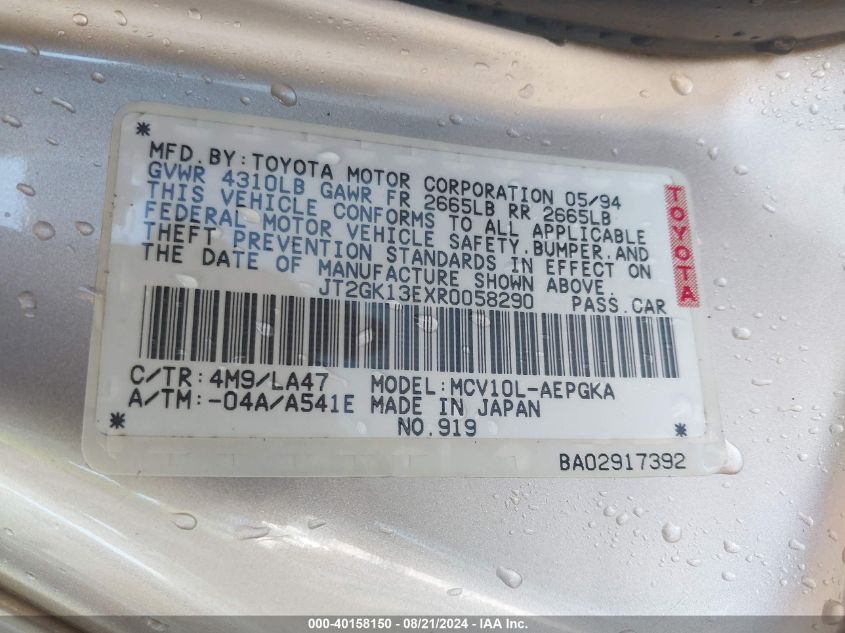 MFD.BY:TOYOTA MOTOR CORPORATION 05/94
GVWR 4310LB GAWR FR 2665LB RR 2665LB
THIS VEHICLE CONFORMS TO ALL APPLICABLE
FEDERAL MOTOR VEHICLE SAFETY,BUMPER,AND
THEFT PREVENTION STANDARDS IN EFFECT ON
THE DATE OF MANUFACTURE SHOWN ABOVE.
JT2GK13EXR0058290 PASS.CAR
TOYOTA
C/TR:4M9/LA47 MODEL:MCV10L-AEPGKA
A/TM:-04A/A541E MADE IN JAPAN
NO.919
BA02917392
000-40158150 - 08/21/2024 - IAA Inc.